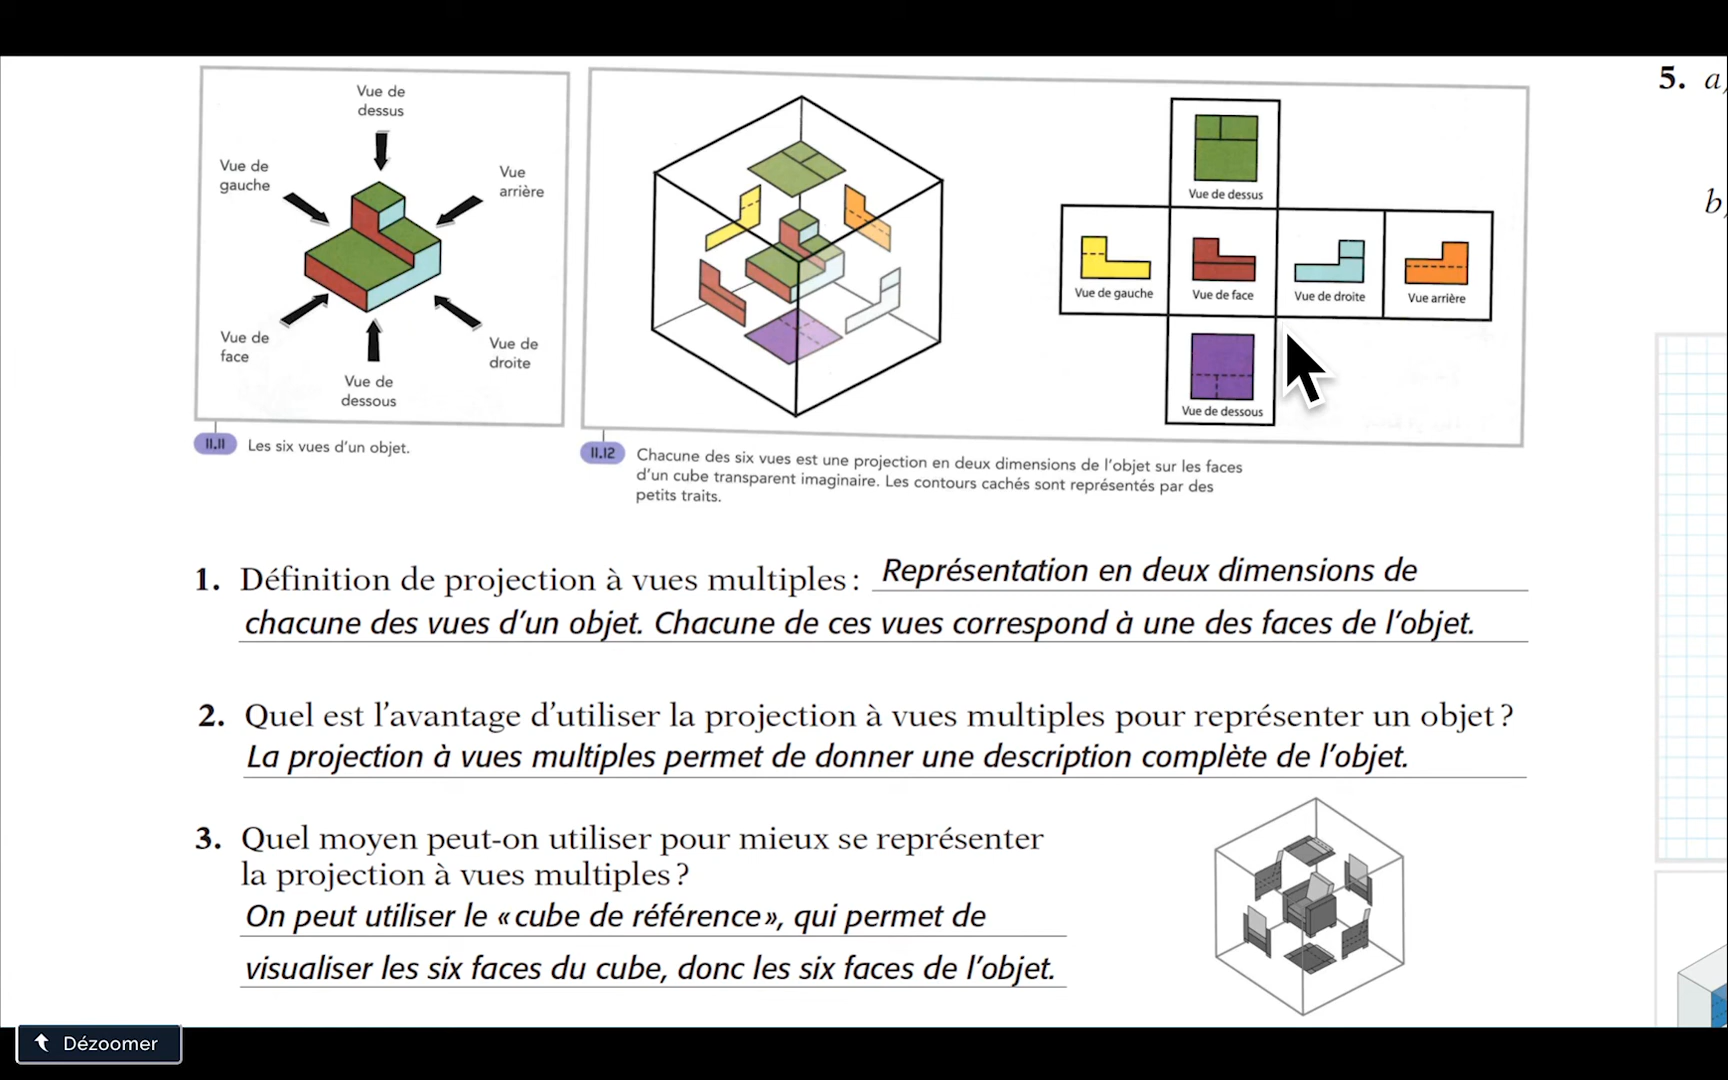 Vue de
dessus
Vue de
gauche
Vue
arrière
Vue de
face
Vue de
droite
Vue de
dessous
11.11 Les six vues d'un objet.
Vue de dessus
Vue de gauche
Vue de face
Vue de droite
Vue arrière
Vue de dessous
11.12 Chacune des six vues est une projection en deux dimensions de l'objet sur les faces
d'un cube transparent imaginaire. Les contours cachés sont représentés par des
petits traits.
1. Définition de projection à vues multiples : Représentation en deux dimensions de
chacune des vues d'un objet. Chacune de ces vues correspond à une des faces de l'objet.
2. Quel est l'avantage d'utiliser la projection à vues multiples pour représenter un objet ?
La projection à vues multiples permet de donner une description complète de l'objet.
3. Quel moyen peut-on utiliser pour mieux se représenter
la projection à vues multiples ?
On peut utiliser le « cube de référence », qui permet de
visualiser les six faces du cube, donc les six faces de l'objet.
5. a)
b)
Dézoomer